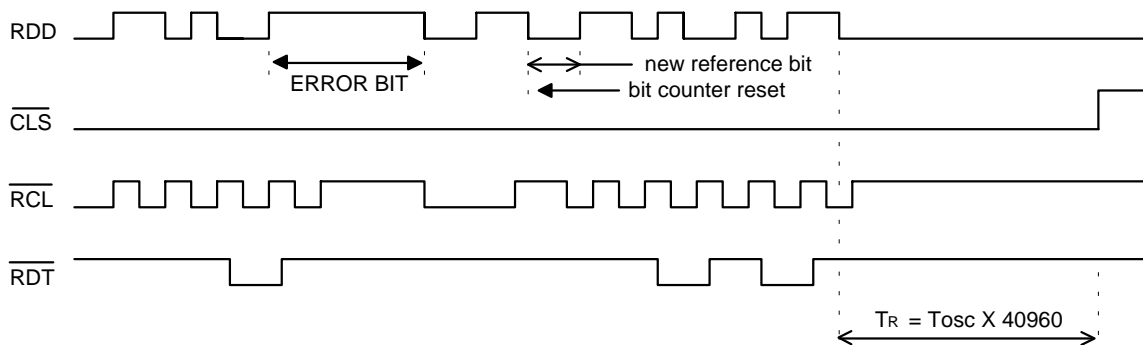 RDD
new reference bit
ERROR BIT
bit counter reset
CLS
RCL
RDT
TR = Tosc X 40960